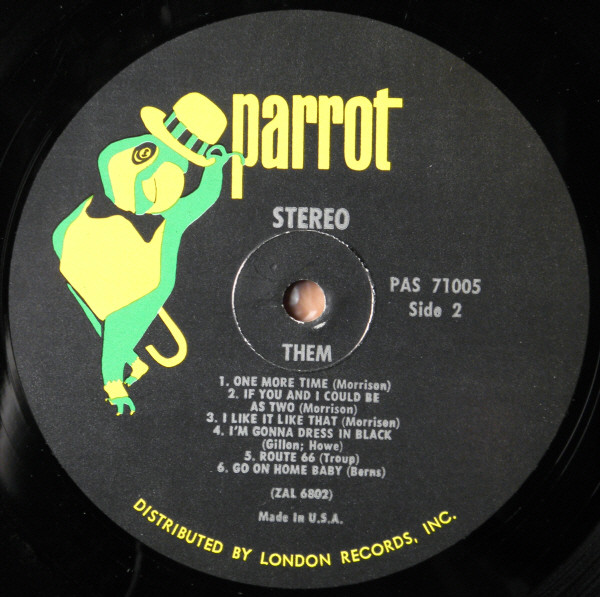 parrot
STEREO
PAS 71005
Side 2
THEM
1. ONE MORE TIME (Morrison)
2. IF YOU AND I COULD BE
AS TWO (Morrison)
3. I LIKE IT LIKE THAT (Morrison)
4. I'M GONNA DRESS IN BLACK
(Gillon; Howe)
5. ROUTE 66 (Troup)
6. GO ON HOME BABY (Berns)
(ZAL 6802)
Made In U.S.A.
DISTRIBUTED BY LONDON RECORDS, INC.